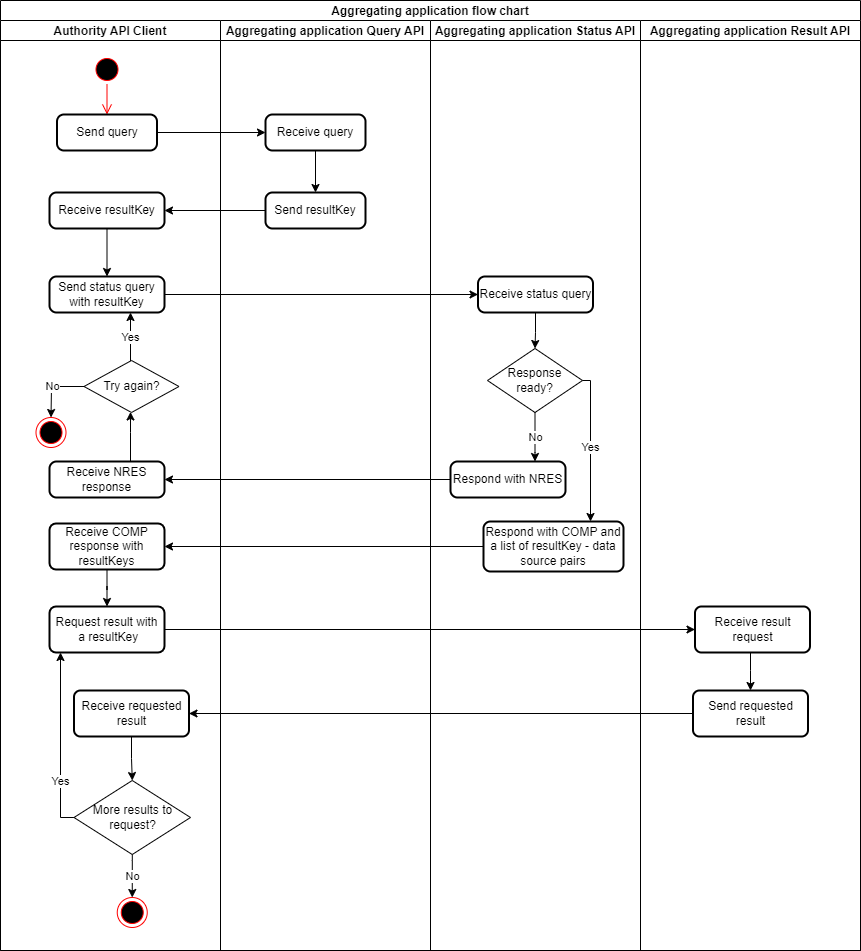 Aggregating application flow chart
Authority API Client
Aggregating application Query API
Aggregating application Status API
Aggregating application Result API
Send query
Receive query
Receive resultKey
Send resultKey
Send status query
with resultKey
Receive status query
Yes
Try again?
No
Response
ready?
No
Yes
Receive NRES
response
Respond with NRES
Receive COMP
response with
resultKeys
Respond with COMP and
a list of resultKey - data
source pairs
Request result with
a resultKey
Receive result
request
Receive requested
result
Send requested
result
Yes
More results to
request?
No